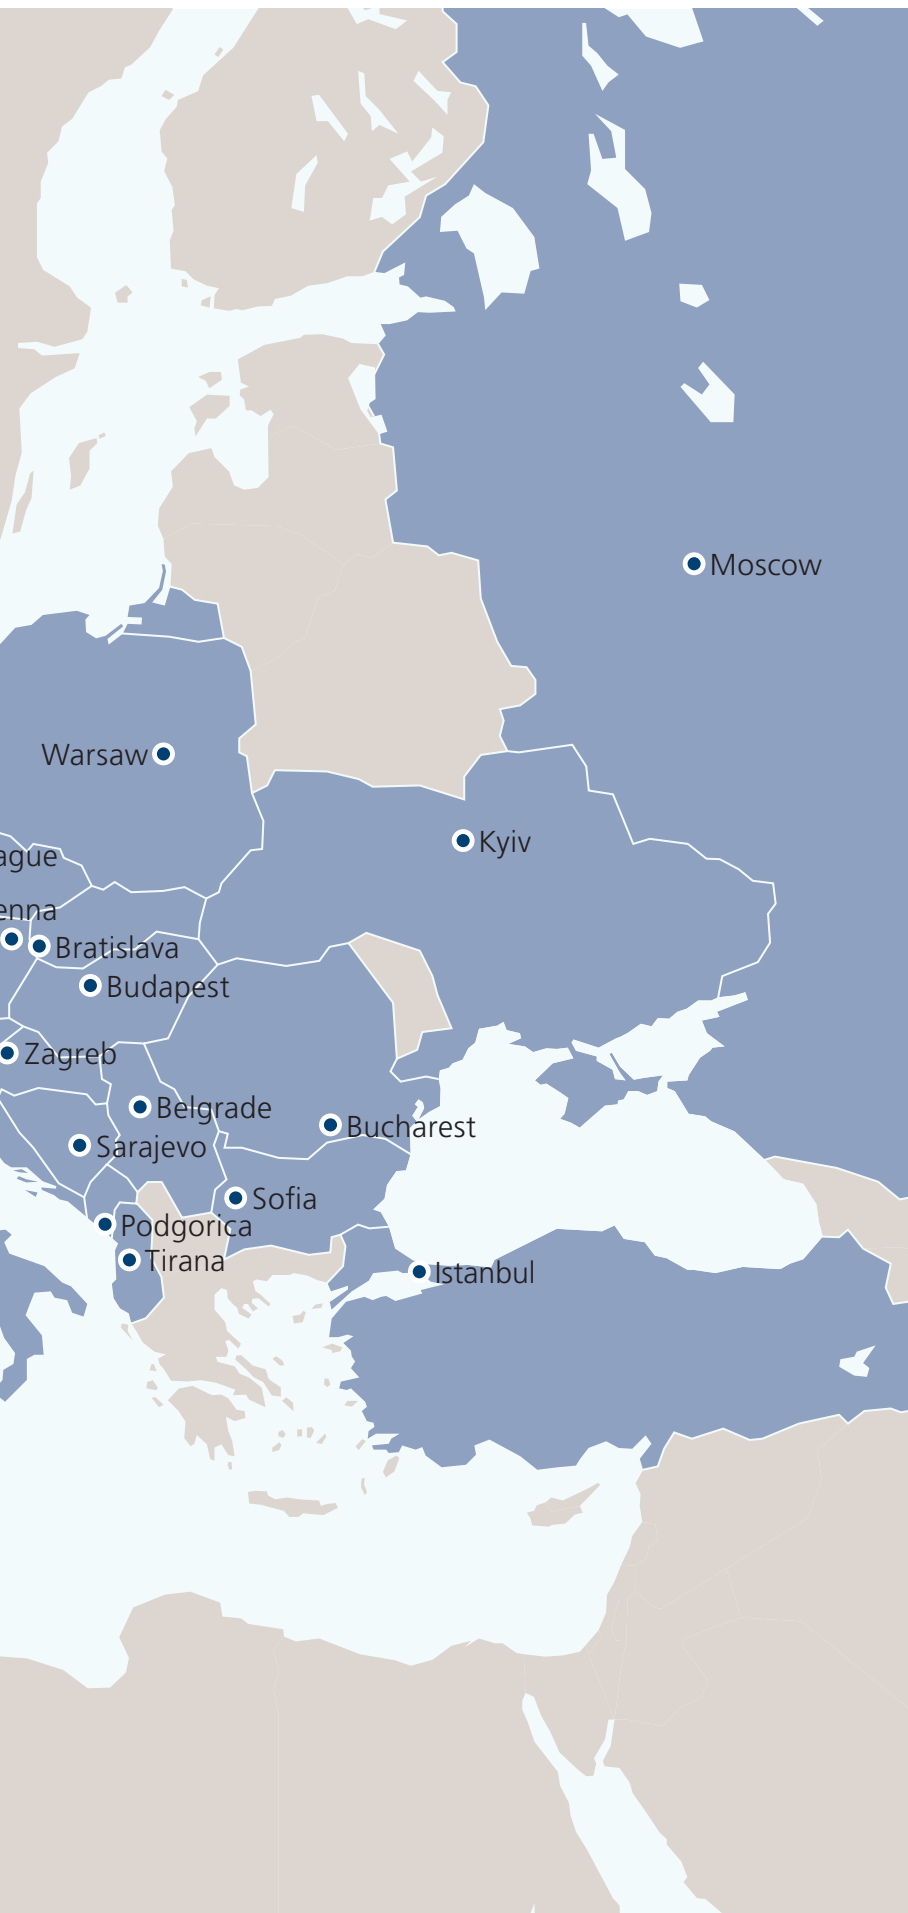 Moscow
Warsaw
Kyiv
ague
enna
Bratislava
Budapest
Zagreb
Belgrade
Bucharest
Sarajevo
Sofia
Podgorica
Tirana
Istanbul